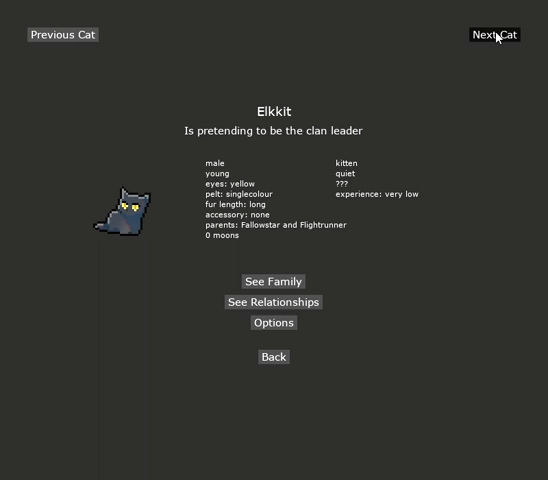 Previous Cat
Next Cat
Elkkit
Is pretending to be the clan leader
male
young
eyes: yellow
pelt: singlecolour
fur length: long
accessory: none
parents: Fallowstar and Flightrunner
0 moons
kitten
quiet
???
experience: very low
See Family
See Relationships
Options
Back